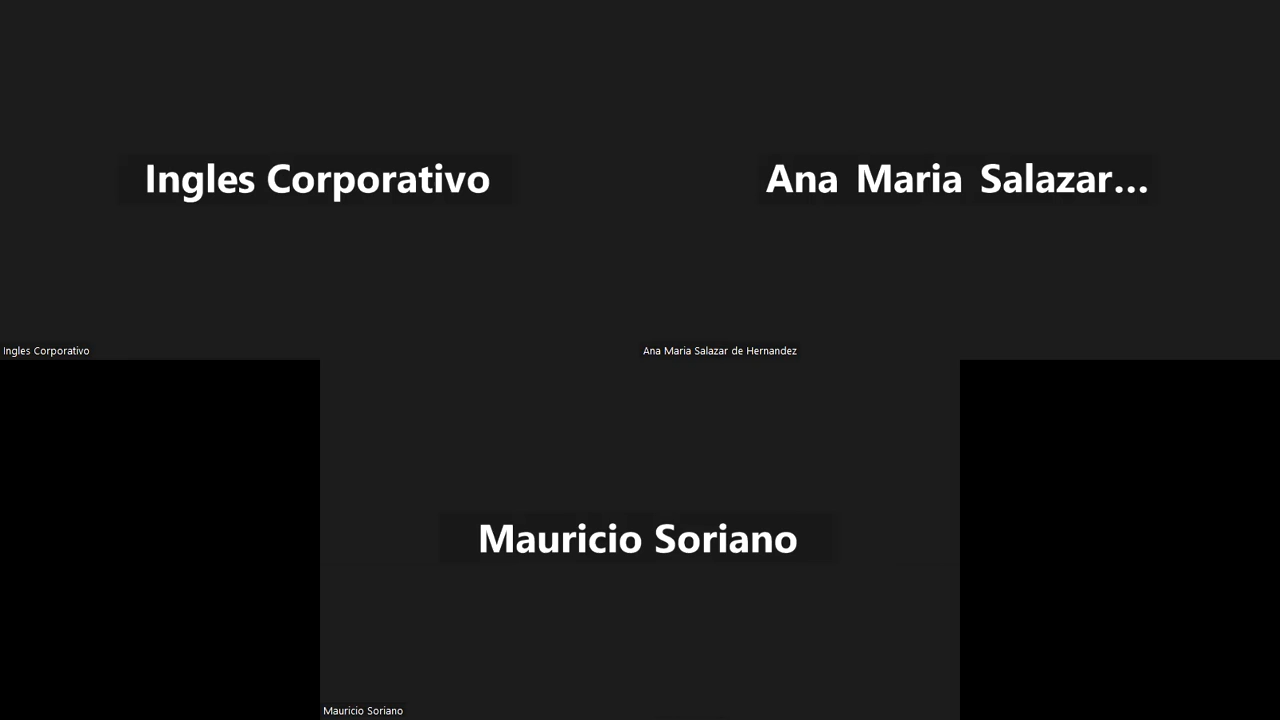 Ingles Corporativo
Ana Maria Salazar...
Ingles Corporativo
Ana Maria Salazar de Hernandez
Mauricio Soriano
Mauricio Soriano